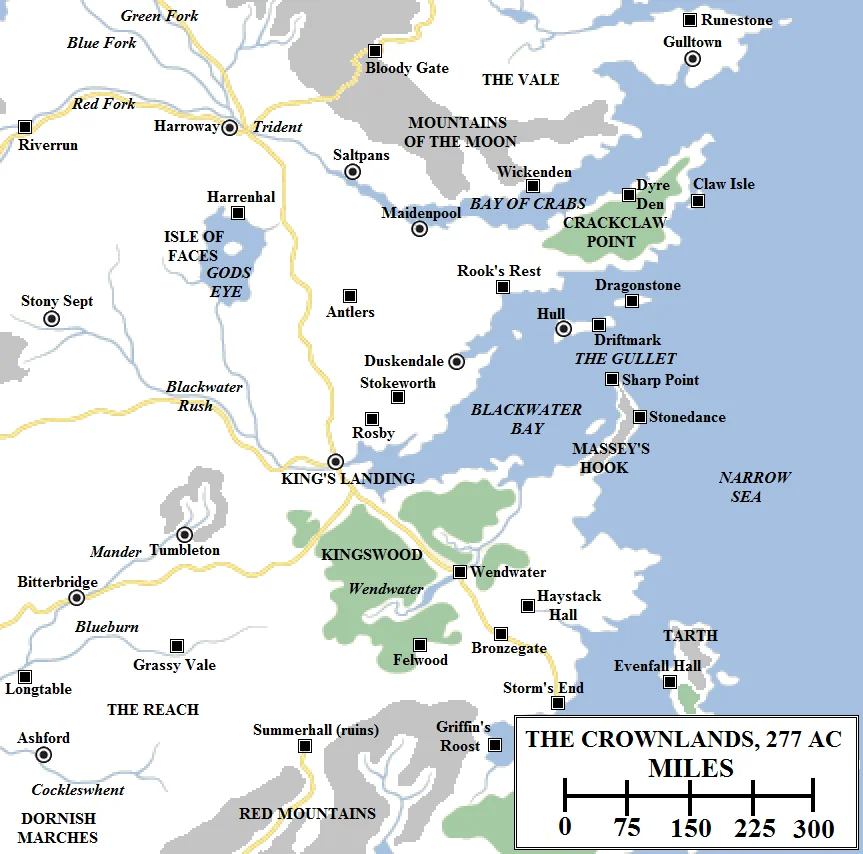 Green Fork
Runestone
Blue Fork
Gulltown
Bloody Gate
THE VALE
Red Fork
Harroway
Trident
MOUNTAINS
OF THE MOON
Riverrun
Saltpans
Wickenden
Dyre
Den
Claw Isle
Harrenhal
BAY OF CRABS
Maidenpool
CRACKCLAW
POINT
ISLE OF
FACES
GODS
EYE
Rook's Rest
Dragonstone
Stony Sept
Antlers
Hull
Driftmark
THE GULLET
Duskendale
Stokeworth
Sharp Point
Blackwater
Rush
BLACKWATER
BAY
Stonedance
Rosby
MASSEY'S
HOOK
KING'S LANDING
NARROW
SEA
Mander
Tumbleton
KINGSWOOD
Bitterbridge
Wendwater
Wendwater
Haystack
Hall
Blueburn
Grassy Vale
Bronzegate
TARTH
Felwood
Evenfall Hall
Longtable
Storm's End
THE REACH
Ashford
Summerhall (ruins)
Griffin's
Roost
Cockleswhent
DORNISH
MARCHES
RED MOUNTAINS
THE CROWNLANDS, 277 AC
MILES
0 75 150 225 300